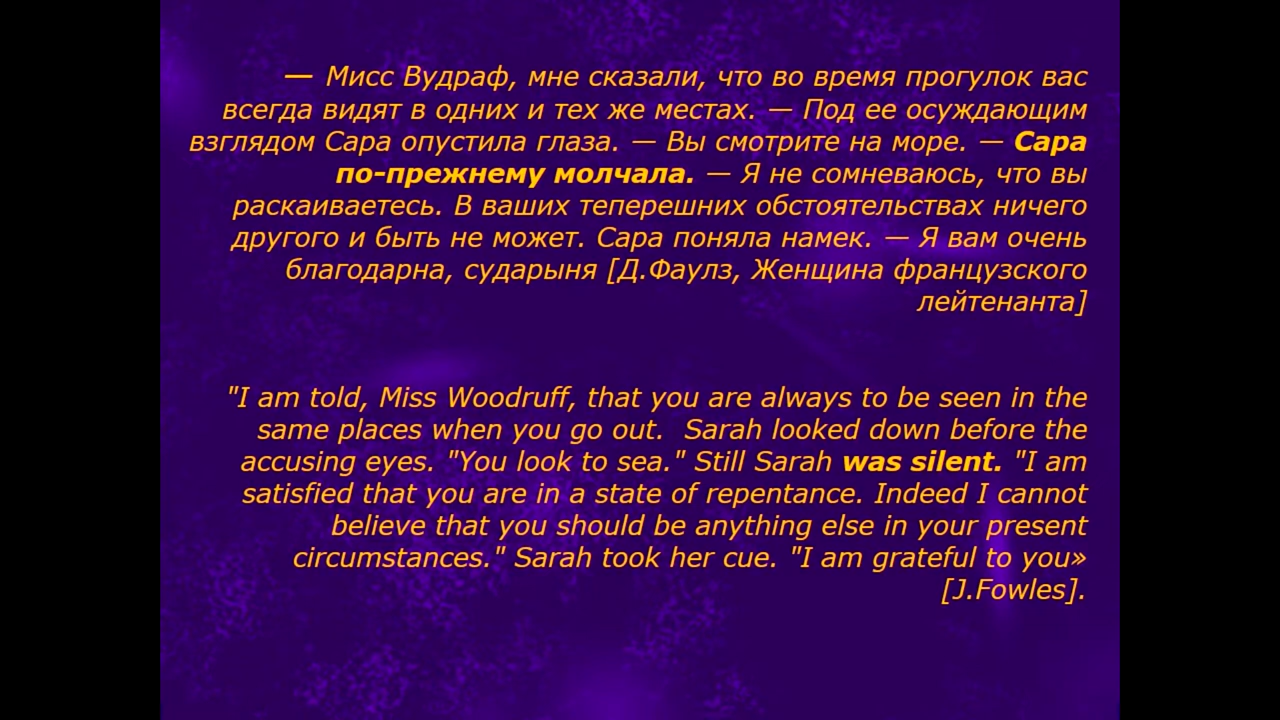 — Мисс Вудраф, мне сказали, что во время прогулок вас
всегда видят в одних и тех же местах. — Под ее осуждающим
взглядом Сара опустила глаза. — Вы смотрите на море. — Сара
по-прежнему молчала. — Я не сомневаюсь, что вы
раскаиваетесь. В ваших теперешних обстоятельствах ничего
другого и быть не может. Сара поняла намек. — Я вам очень
благодарна, сударыня [Д.Фаулз, Женщина французского
лейтенанта]
"I am told, Miss Woodruff, that you are always to be seen in the
same places when you go out.  Sarah looked down before the
accusing eyes. "You look to sea." Still Sarah was silent. "I am
satisfied that you are in a state of repentance. Indeed I cannot
believe that you should be anything else in your present
circumstances." Sarah took her cue. "I am grateful to you»
[J.Fowles].